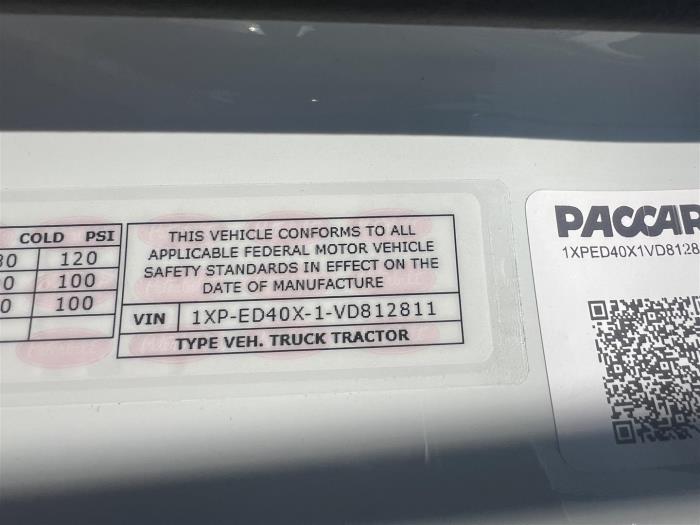 COLD PSI
120
100
100
THIS VEHICLE CONFORMS TO ALL
APPLICABLE FEDERAL MOTOR VEHICLE
SAFETY STANDARDS IN EFFECT ON THE
DATE OF MANUFACTURE
VIN 1XP-ED40X-1-VD812811
TYPE VEH. TRUCK TRACTOR
PACCAR
1XPED40X1VD8128